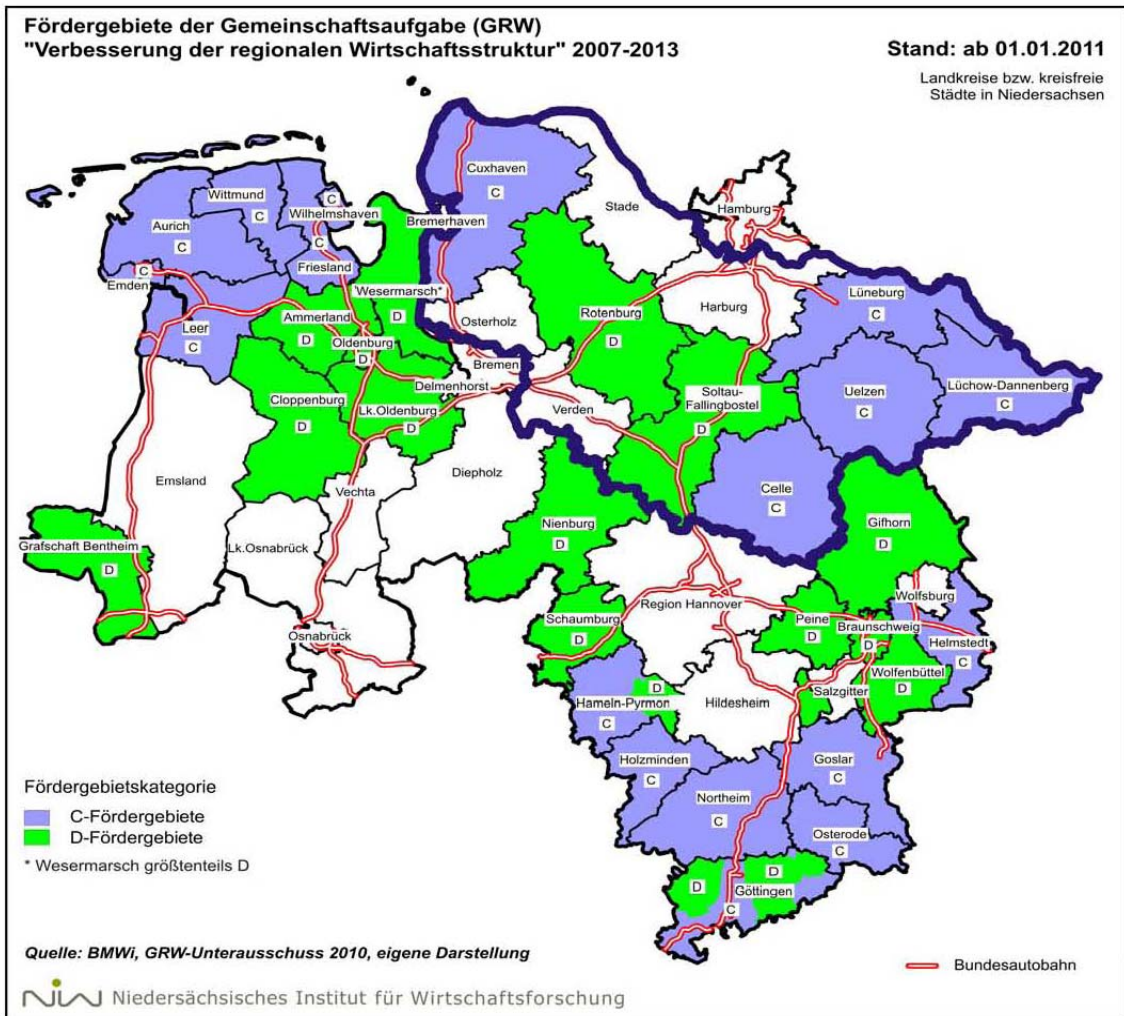 Fördergebiete der Gemeinschaftsaufgabe (GRW)
"Verbesserung der regionalen Wirtschaftsstruktur" 2007-2013
Stand: ab 01.01.2011
Landkreise bzw. kreisfreie
Städte in Niedersachsen
Cuxhaven
C
Stade
Hamburg
Wittmund
C
C
Wilhelmshaven
Bremerhaven
Aurich
C
C
Friesland
Emden
C
Wesermarsch*
D
Osterholz
Rotenburg
D
Harburg
Lüneburg
C
Leer
C
Ammerland
D
Oldenburg
D
Bremen
Delmenhorst
Cloppenburg
D
Lk.Oldenburg
D
Verden
Soltau-
Fallingbostel
D
Uelzen
C
Lüchow-Dannenberg
C
Emsland
Vechta
Diepholz
Celle
C
Nienburg
D
Gifhorn
D
Grafschaft Bentheim
D
Lk.Osnabrück
Region Hannover
Wolfsburg
Schaumburg
D
Peine
D
Braunschweig
D
Helmstedt
C
Osnabrück
Wolfenbüttel
D
Salzgitter
D
Hameln-Pyrmon
C
Hildesheim
Holzminden
C
Goslar
C
Northeim
C
Osterode
C
D
D
Göttingen
C
Fördergebietskategorie
C-Fördergebiete
D-Fördergebiete
* Wesermarsch größtenteils D
Quelle: BMWi, GRW-Unterausschuss 2010, eigene Darstellung
Bundesautobahn
NIW Niedersächsisches Institut für Wirtschaftsforschung